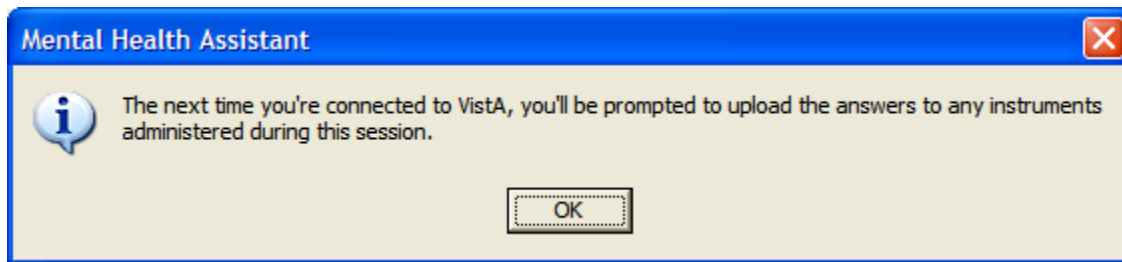 Mental Health Assistant
The next time you're connected to VistA, you'll be prompted to upload the answers to any instruments
administered during this session.
OK